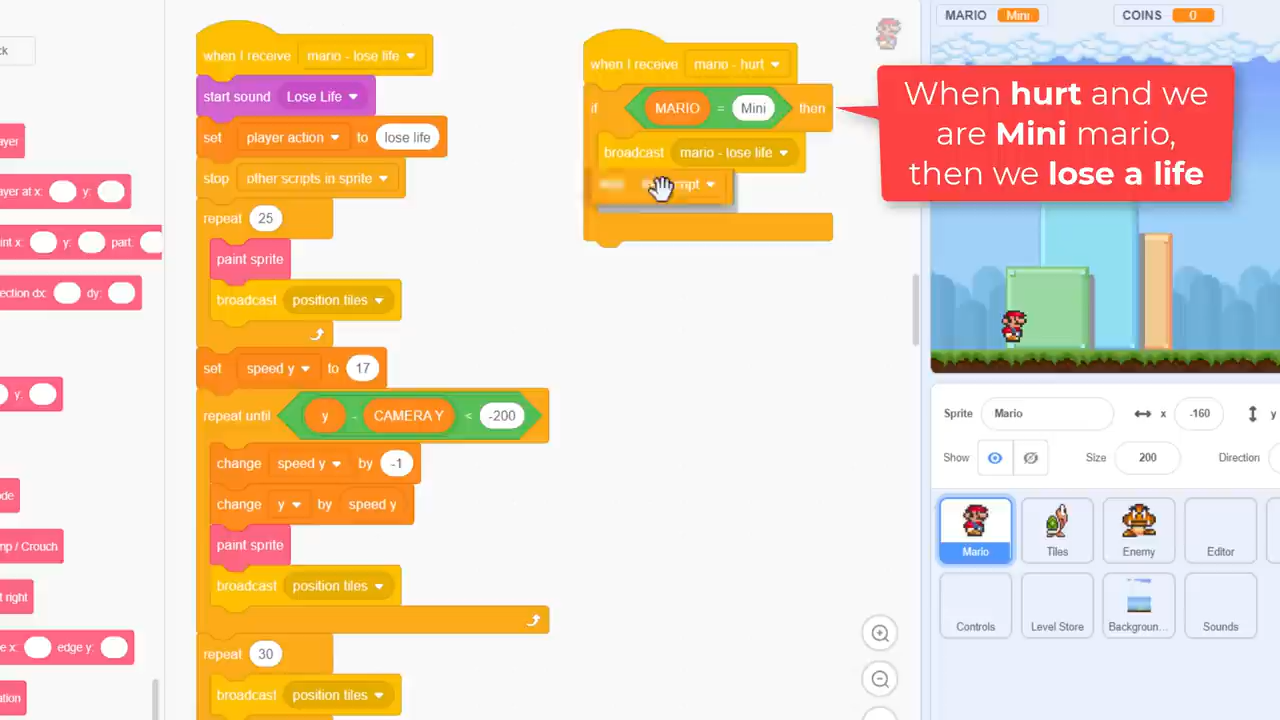 ck
ayer
ayer at x: y:
int x: y: part:
ection dx: dy:
y:
ode
mp / Crouch
t right
e x: edge y:
ation
when I receive mario - lose life
start sound Lose Life
set player action to lose life
stop other scripts in sprite
repeat 25
paint sprite
broadcast position tiles
set speed y to 17
repeat until y - CAMERA Y < -200
change speed y by -1
change y by speed y
paint sprite
broadcast position tiles
repeat 30
broadcast position tiles
when I receive mario - hurt
if MARIO = Mini then
broadcast mario - lose life
MARIO Mini COINS 0
When hurt and we
are Mini mario,
then we lose a life
Sprite Mario x -160 y
Show Size 200 Direction
Mario Tiles Enemy Editor
Controls Level Store Backgroun... Sounds